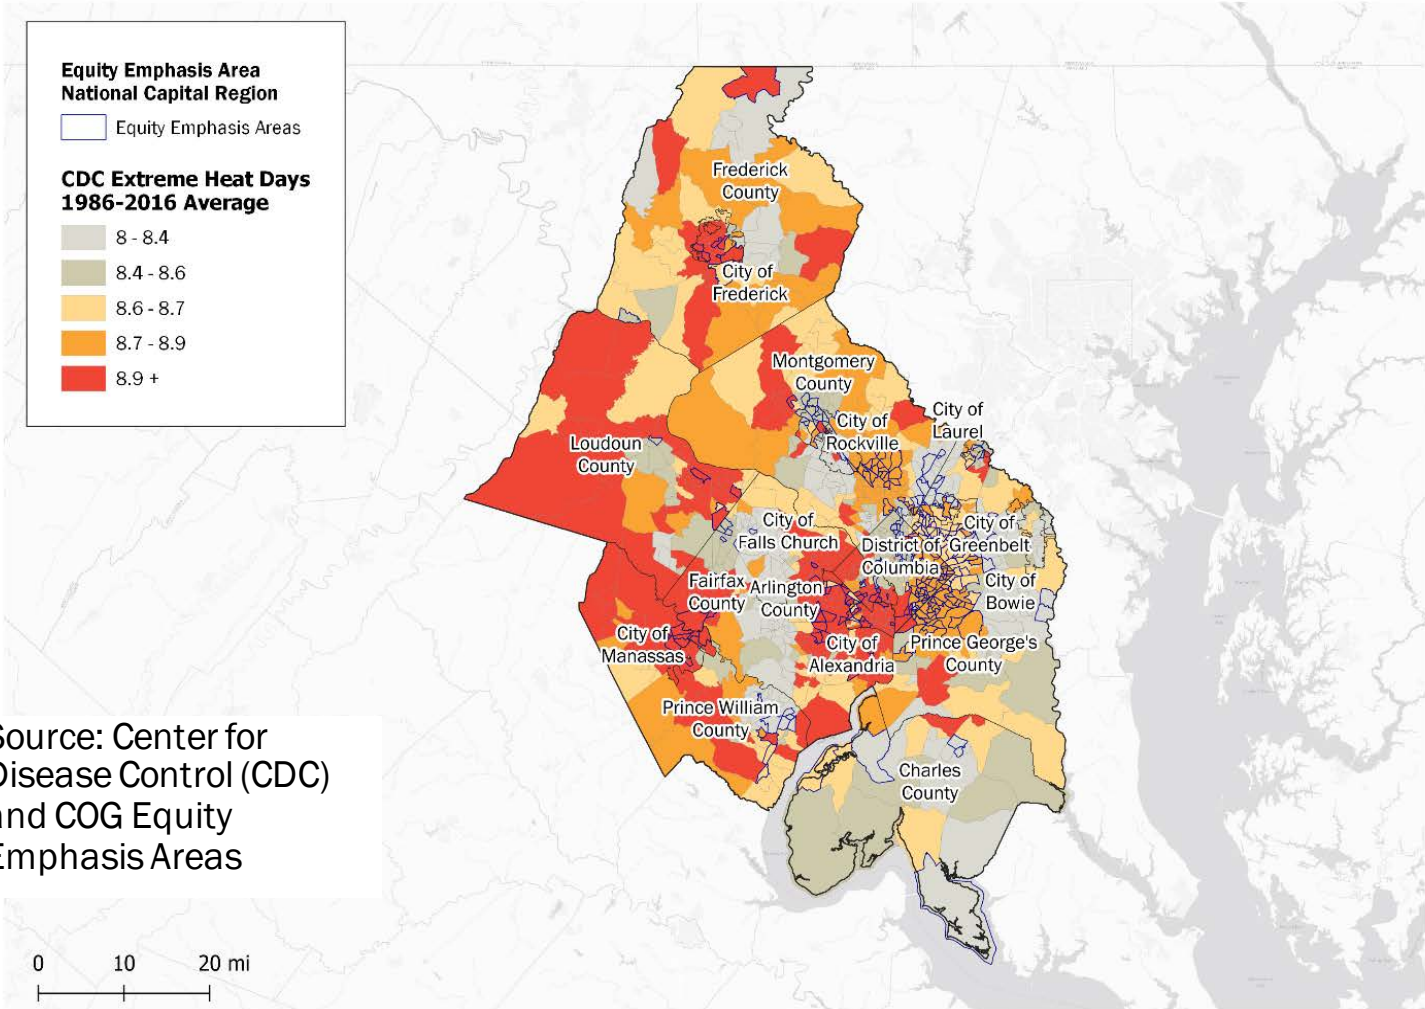 Equity Emphasis Area
National Capital Region
Equity Emphasis Areas
CDC Extreme Heat Days
1986-2016 Average
8 - 8.4
8.4 - 8.6
8.6 - 8.7
8.7 - 8.9
8.9 +
Frederick
County
City of
Frederick
Montgomery
County
City of
Rockville
City of
Laurel
Loudoun
County
City of
Falls Church
District of
Columbia
City of
Greenbelt
Fairfax
County
Arlington
County
City of
Bowie
City of
Manassas
City of
Alexandria
Prince George's
County
Prince William
County
Charles
County
Source: Center for
Disease Control (CDC)
and COG Equity
Emphasis Areas
0 10 20 mi